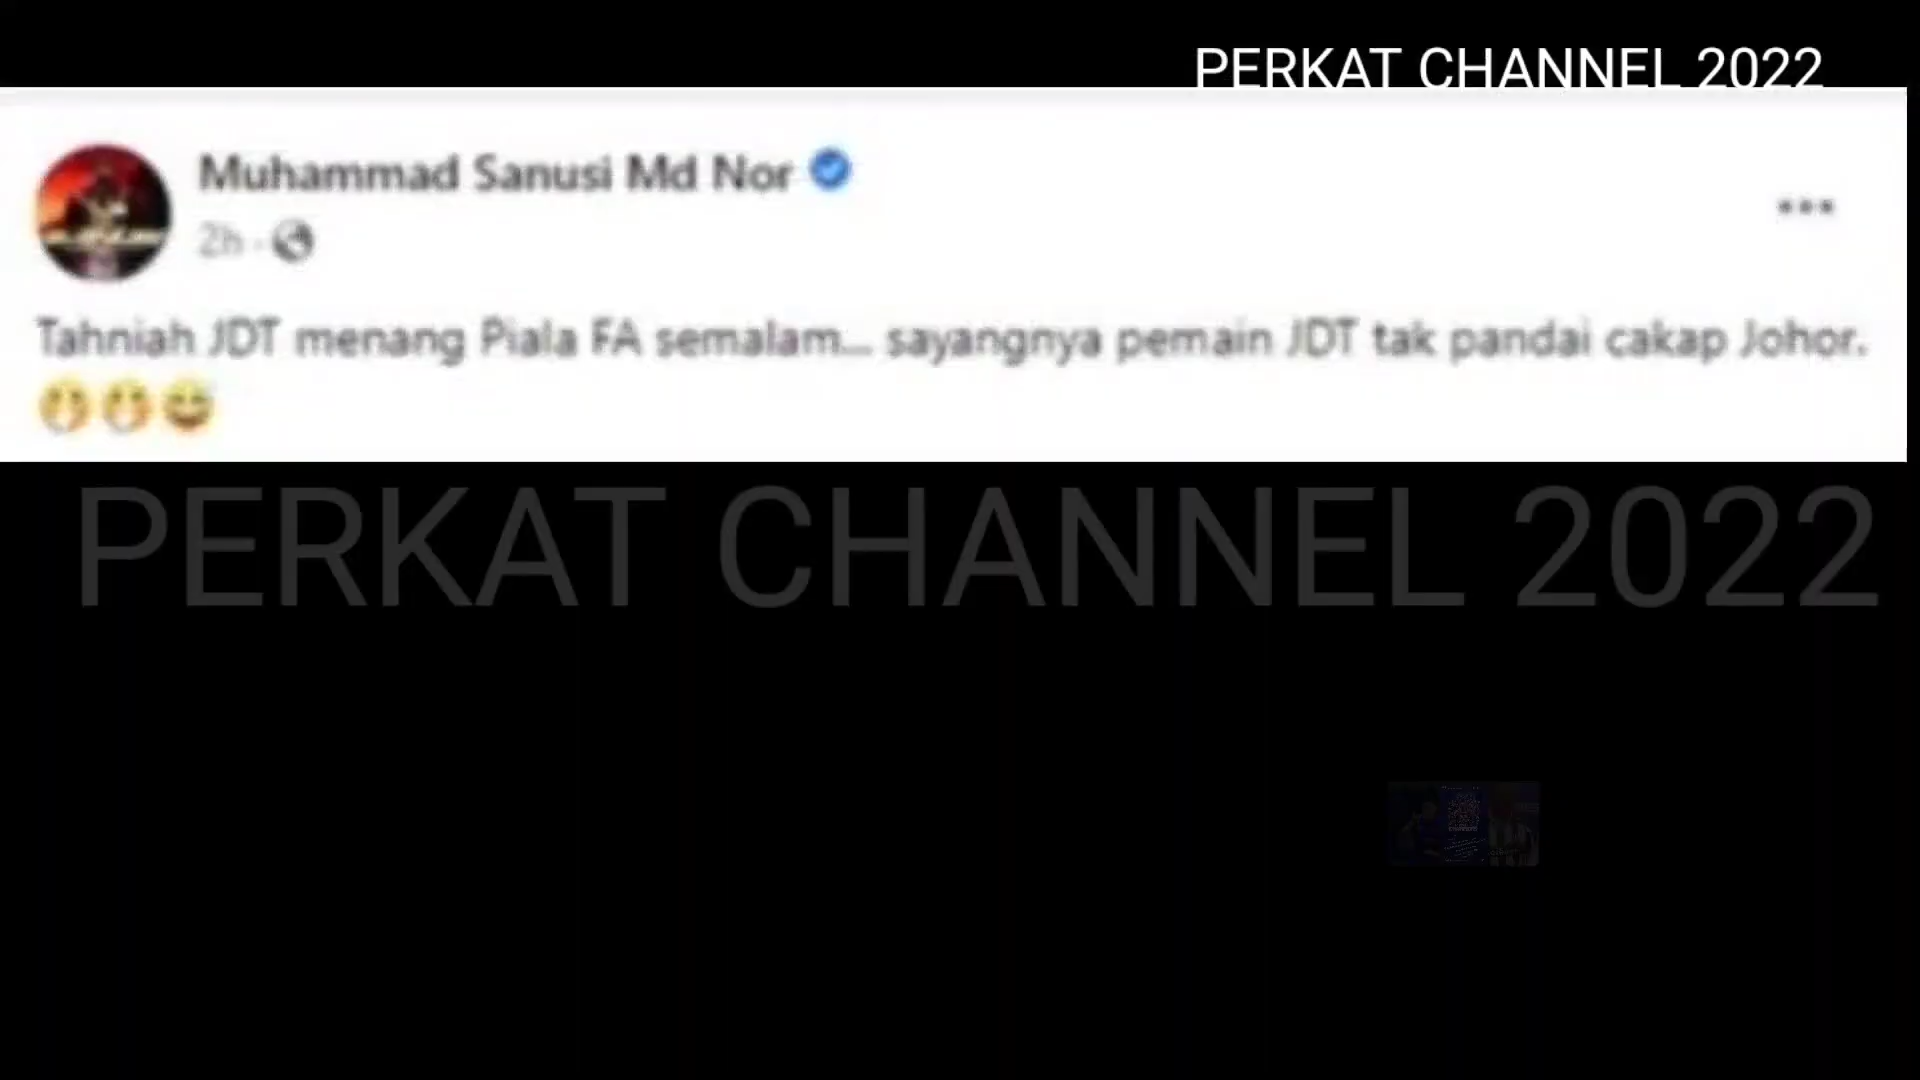 PERKAT CHANNEL 2022
Muhammad Sanusi Md Nor
2h ·
Tahniah JDT menang Piala FA semalam... sayangnya pemain JDT tak pandai cakap Johor.
PERKAT CHANNEL 2022